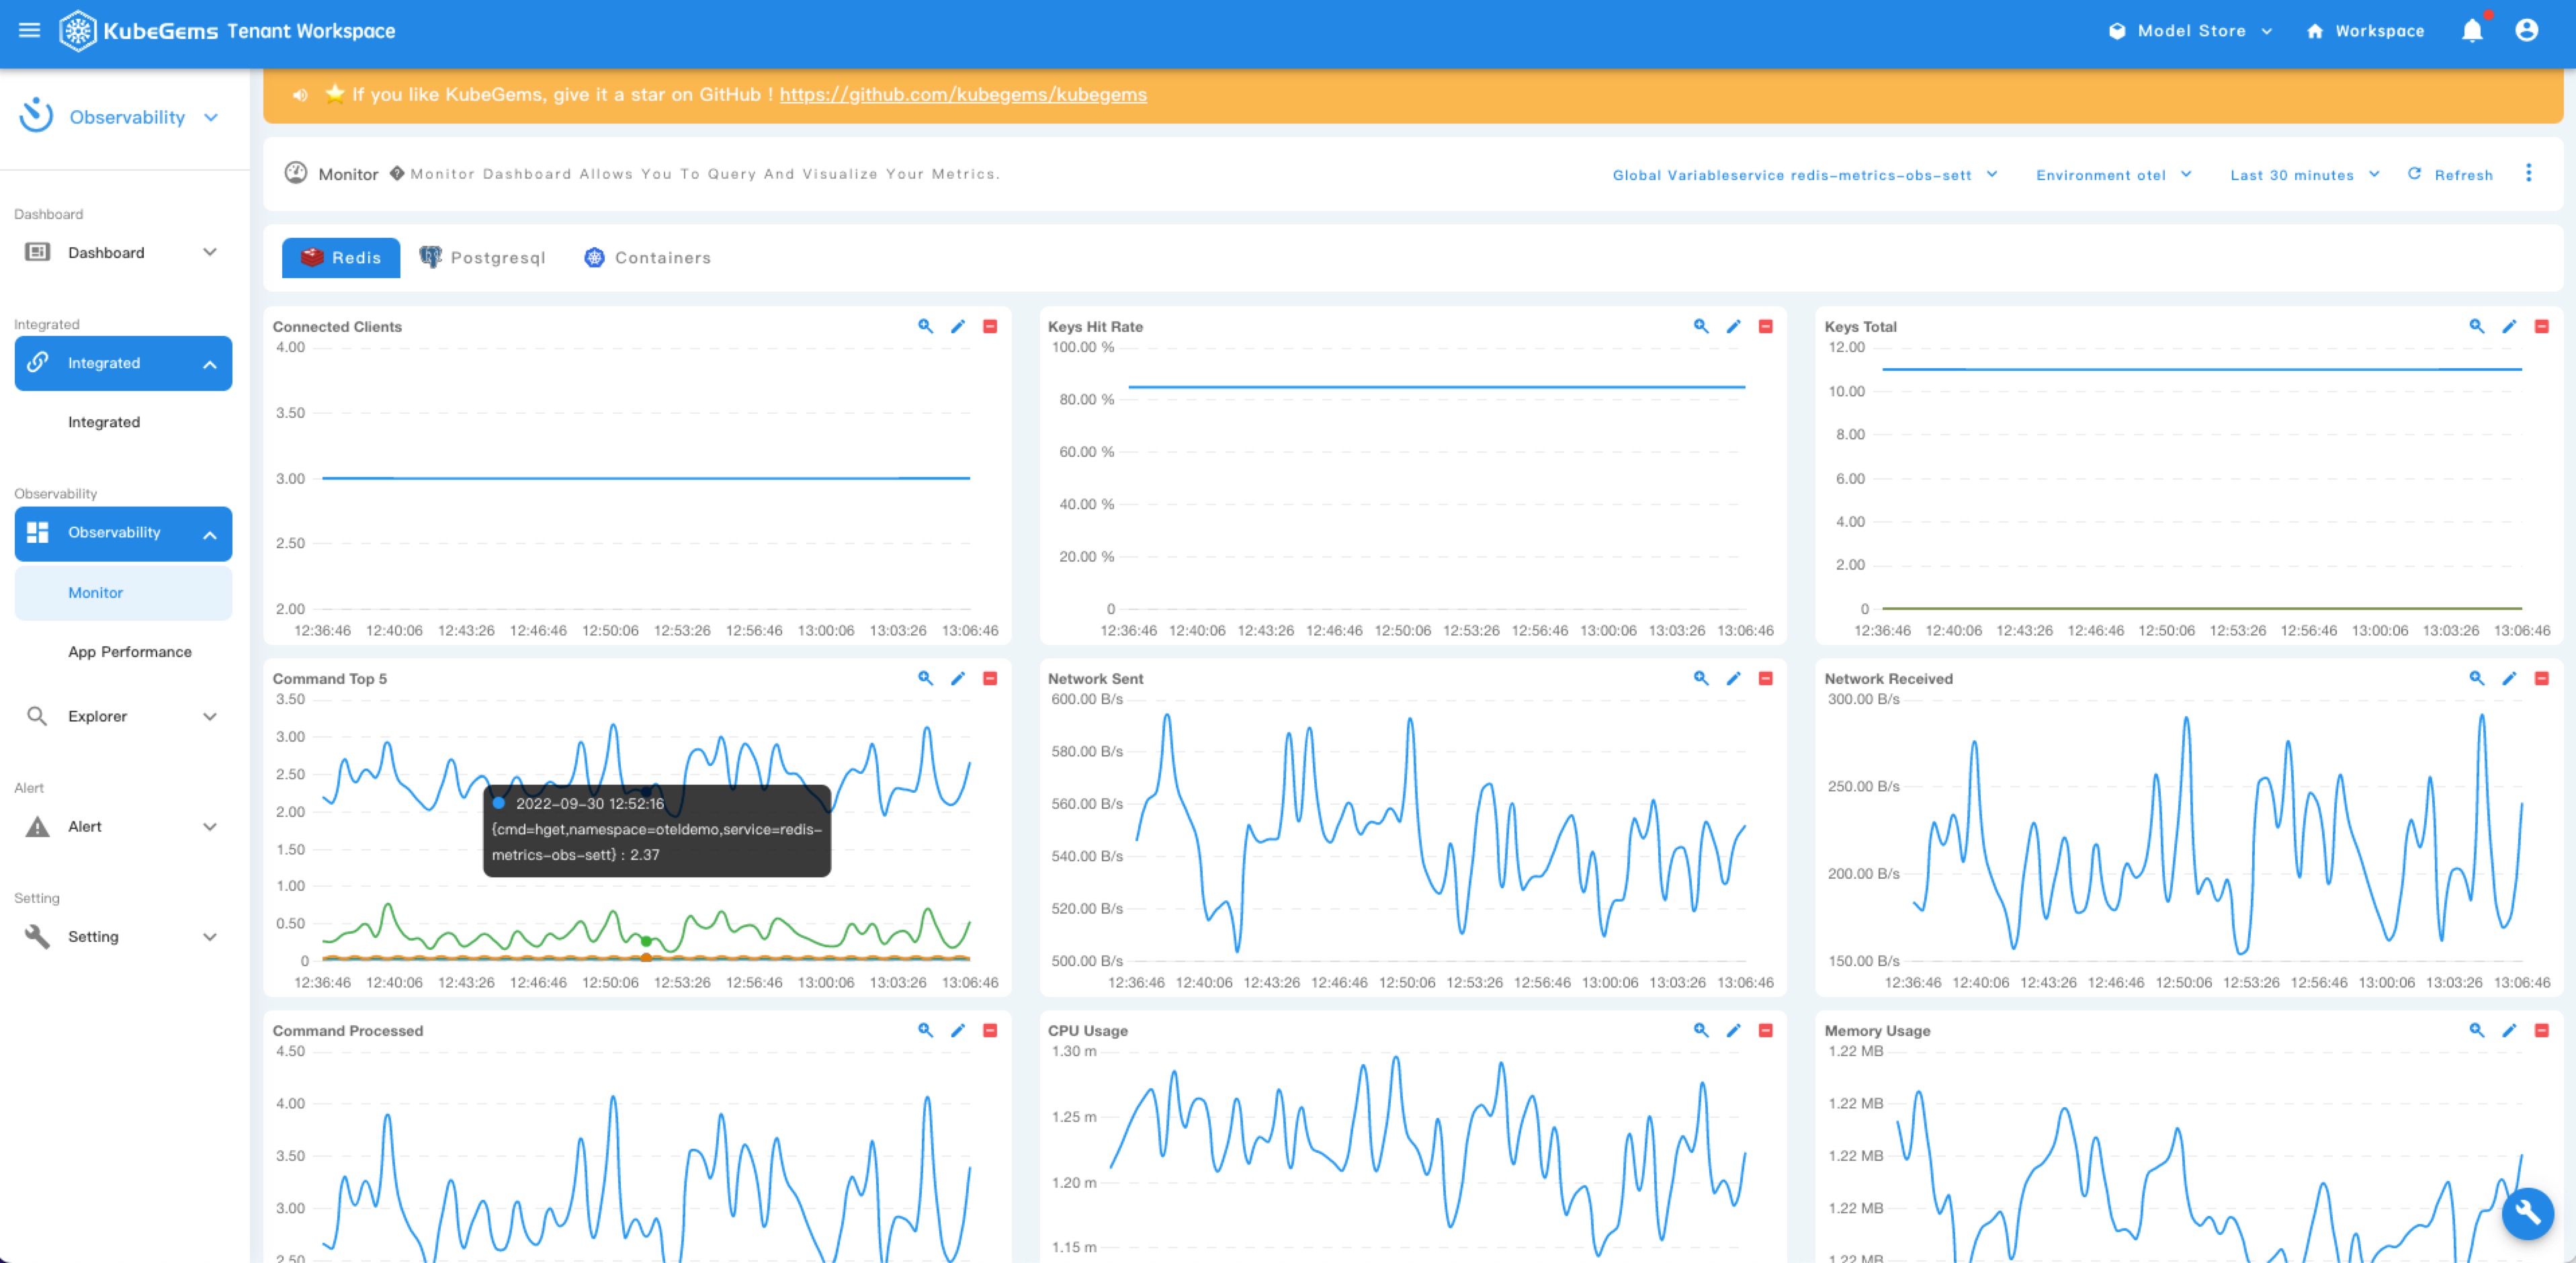 KubeGems Tenant Workspace
Model Store
Workspace
Observability
If you like KubeGems, give it a star on GitHub ! https://github.com/kubegems/kubegems
Monitor
Monitor Dashboard Allows You To Query And Visualize Your Metrics.
Global Variableservice redis-metrics-obs-sett
Environment otel
Last 30 minutes
Refresh
Dashboard
Dashboard
Integrated
Integrated
Integrated
Observability
Observability
Monitor
App Performance
Explorer
Alert
Alert
Setting
Setting
Redis
Postgresql
Containers
Connected Clients
4.00
3.50
3.00
2.50
2.00
12:36:46 12:40:06 12:43:26 12:46:46 12:50:06 12:53:26 12:56:46 13:00:06 13:03:26 13:06:46
Keys Hit Rate
100.00 %
80.00 %
60.00 %
40.00 %
20.00 %
0
12:36:46 12:40:06 12:43:26 12:46:46 12:50:06 12:53:26 12:56:46 13:00:06 13:03:26 13:06:46
Keys Total
12.00
10.00
8.00
6.00
4.00
2.00
0
12:36:46 12:40:06 12:43:26 12:46:46 12:50:06 12:53:26 12:56:46 13:00:06 13:03:26 13:06:46
Command Top 5
3.50
3.00
2.50
2.00
1.50
1.00
0.50
0
2022-09-30 12:52:16
{cmd=hget,namespace=oteldemo,service=redis-
metrics-obs-sett} : 2.37
12:36:46 12:40:06 12:43:26 12:46:46 12:50:06 12:53:26 12:56:46 13:00:06 13:03:26 13:06:46
Network Sent
600.00 B/s
580.00 B/s
560.00 B/s
540.00 B/s
520.00 B/s
500.00 B/s
12:36:46 12:40:06 12:43:26 12:46:46 12:50:06 12:53:26 12:56:46 13:00:06 13:03:26 13:06:46
Network Received
300.00 B/s
250.00 B/s
200.00 B/s
150.00 B/s
12:36:46 12:40:06 12:43:26 12:46:46 12:50:06 12:53:26 12:56:46 13:00:06 13:03:26 13:06:46
Command Processed
4.50
4.00
3.50
3.00
2.50
CPU Usage
1.30 m
1.25 m
1.20 m
1.15 m
Memory Usage
1.22 MB
1.22 MB
1.22 MB
1.22 MB
1.22 MB